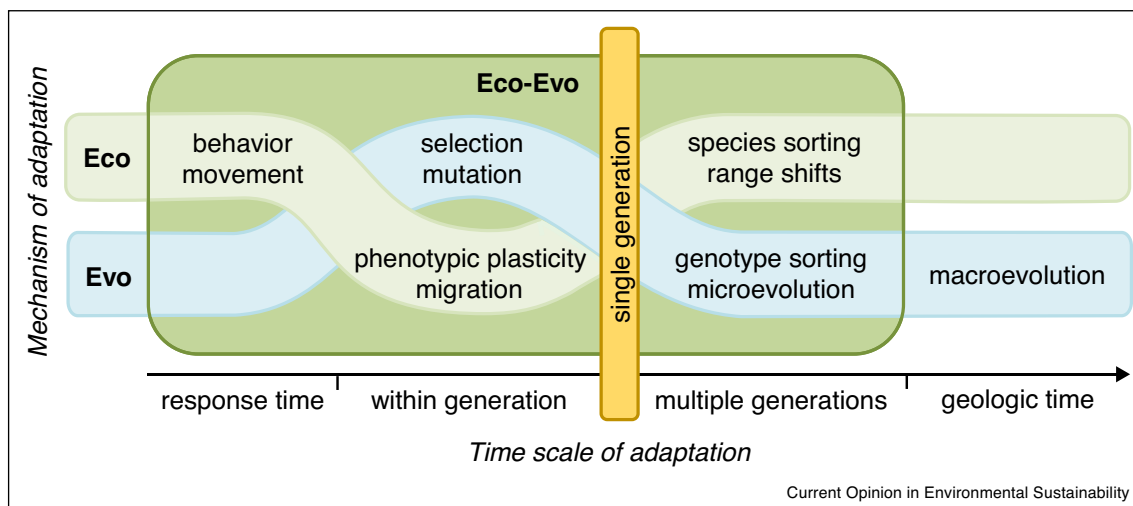 Mechanism of adaptation
Eco-Evo
Eco
behavior
movement
selection
mutation
species sorting
range shifts
Evo
phenotypic plasticity
migration
single generation
genotype sorting
microevolution
macroevolution
response time
within generation
multiple generations
geologic time
Time scale of adaptation
Current Opinion in Environmental Sustainability